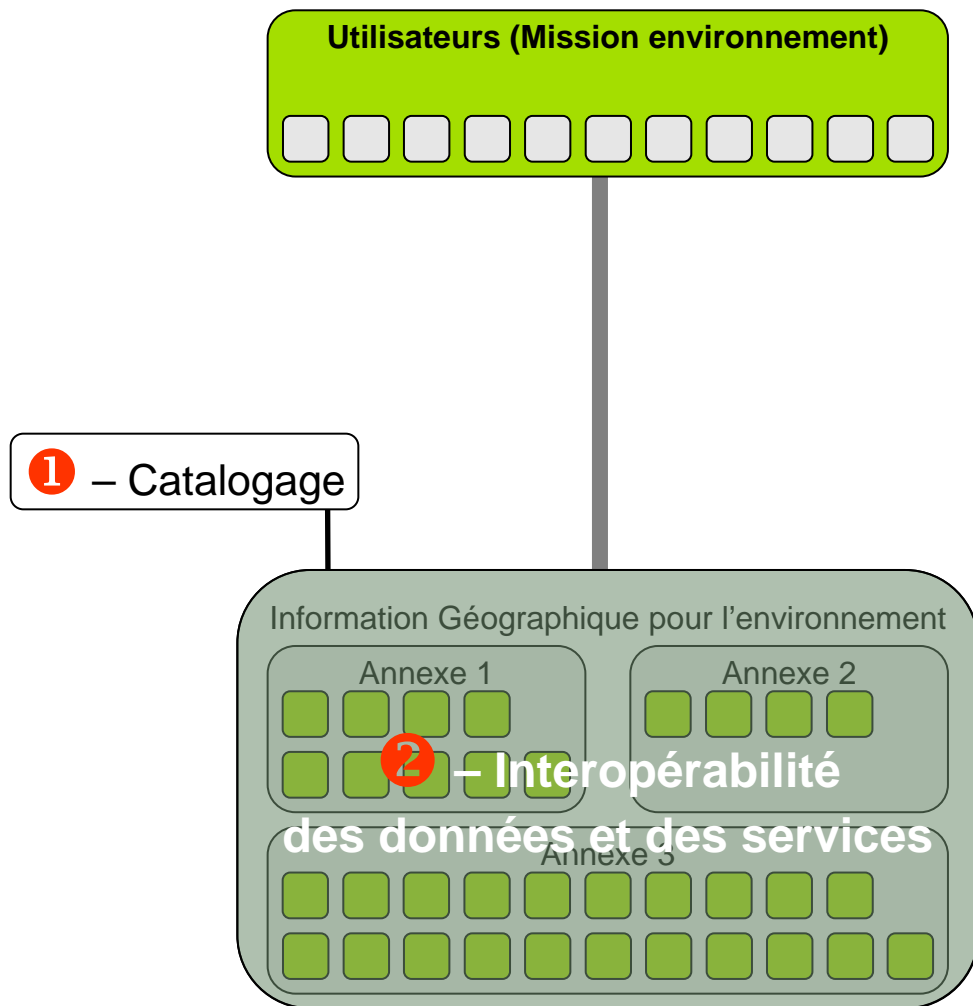 Utilisateurs (Mission environnement)
❶ – Catalogage
Information Géographique pour l’environnement
Annexe 1
Annexe 2
❷ – Interopérabilité
des données et des services
Annexe 3